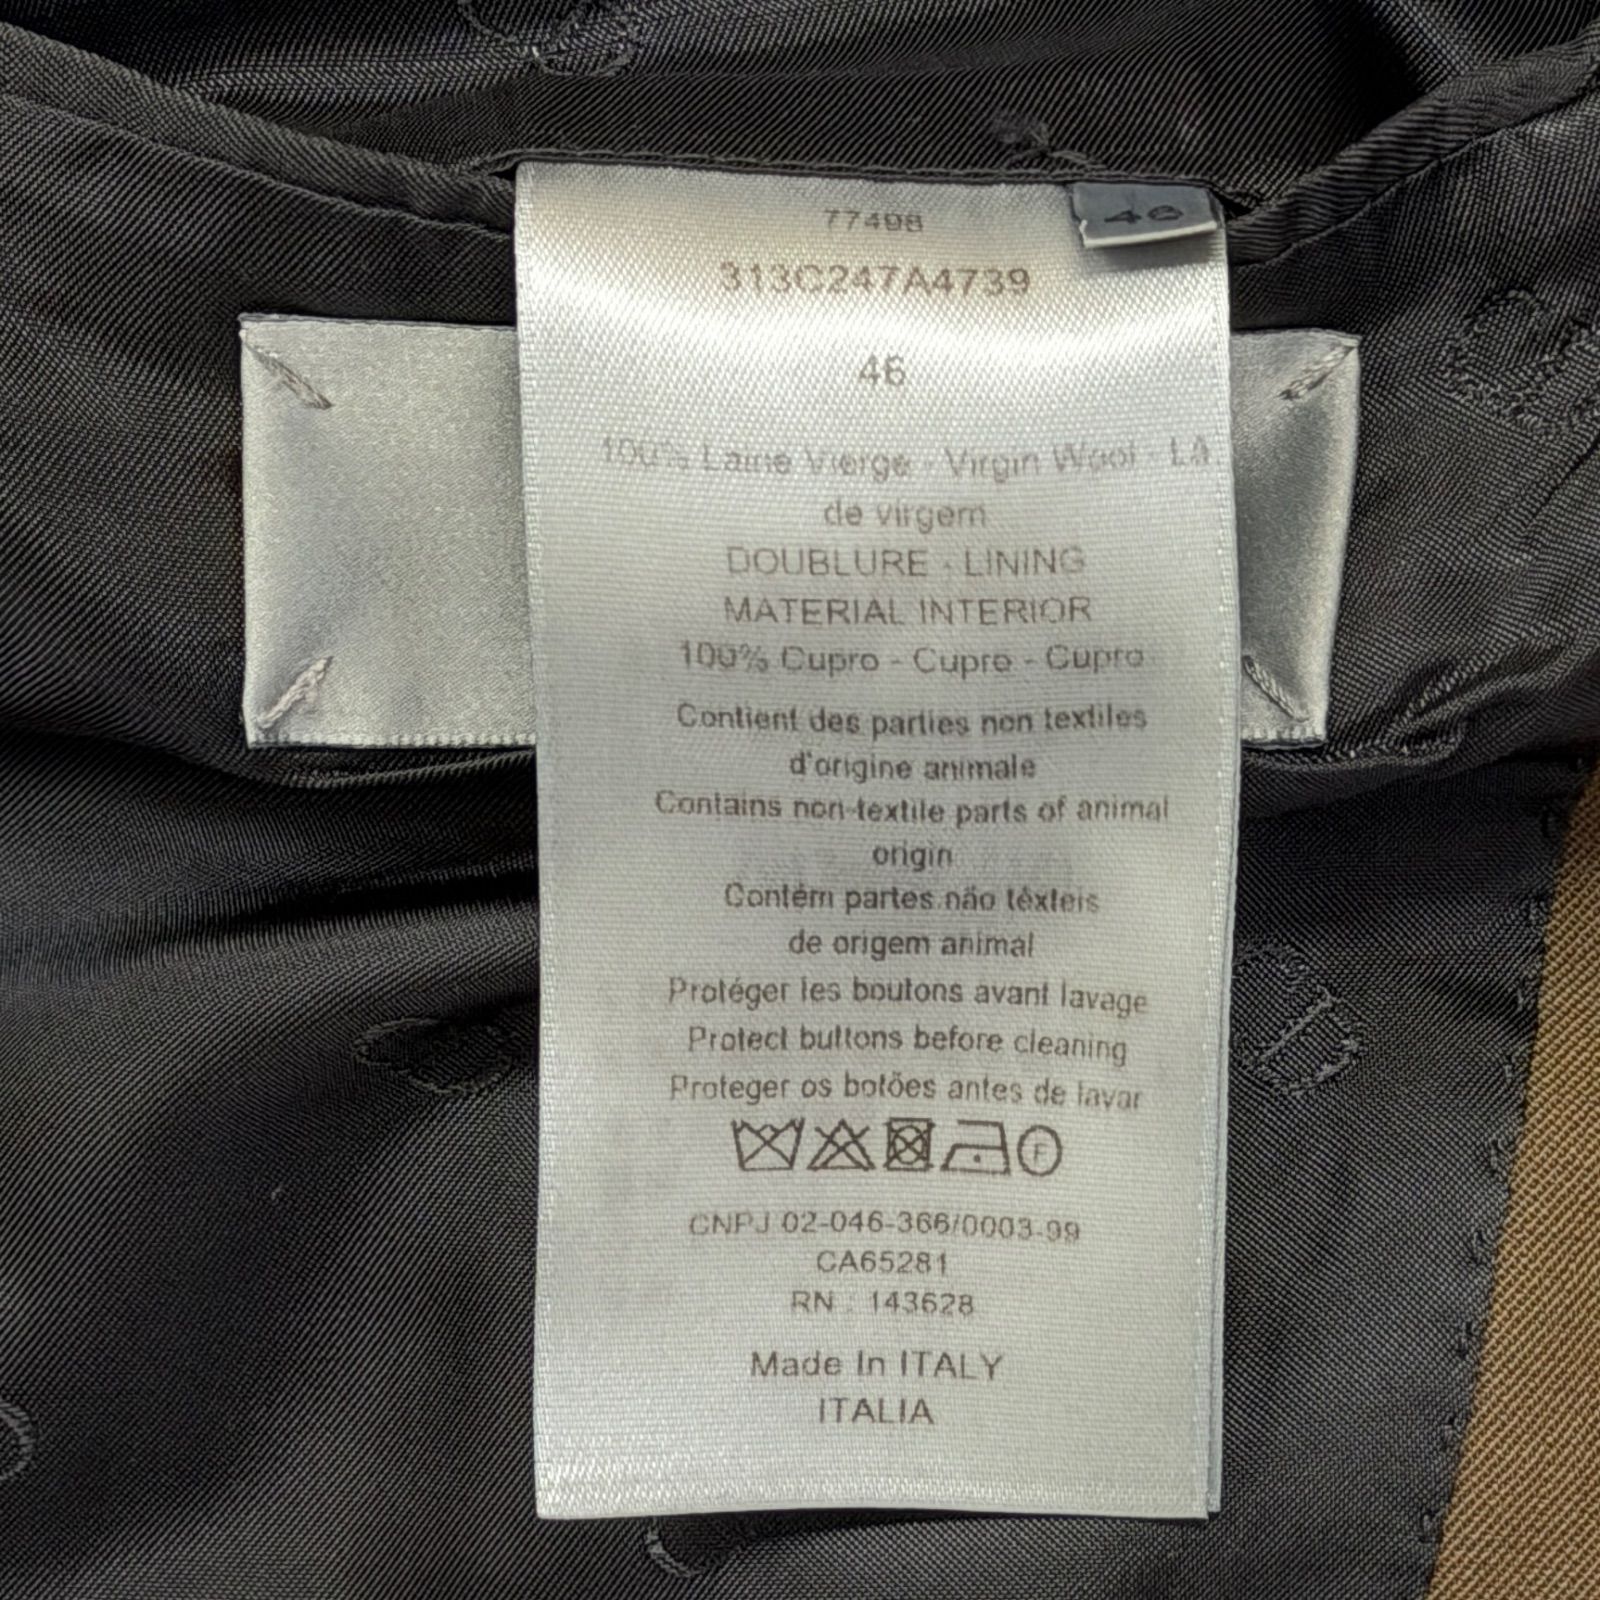 77498
46
313C247A4739
46
100% Laine Vierge - Virgin Wool - Lã
de virgem
DOUBLURE - LINING
MATERIAL INTERIOR
100% Cupro - Cupro - Cupro
Contient des parties non textiles
d'origine animale
Contains non-textile parts of animal
origin
Contém partes não têxteis
de origem animal
Protéger les boutons avant lavage
Protect buttons before cleaning
Proteger os botões antes de lavar
F
CNPJ 02-046-366/0003-99
CA65281
RN : 143628
Made In ITALY
ITALIA